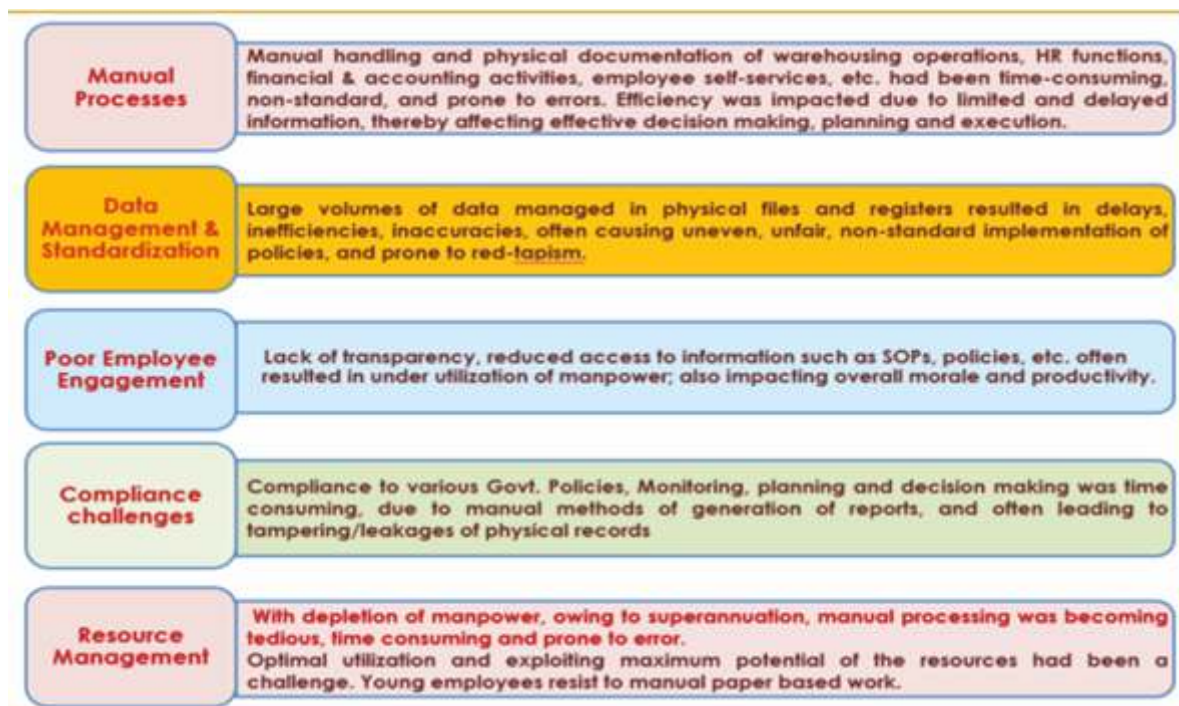 Manual
Processes
Manual handling and physical documentation of warehousing operations, HR functions,
financial & accounting activities, employee self-services, etc. had been time-consuming,
non-standard, and prone to errors. Efficiency was impacted due to limited and delayed
information, thereby affecting effective decision making, planning and execution.
Data
Management &
Standardization
Large volumes of data managed in physical files and registers resulted in delays,
inefficiencies, inaccuracies, often causing uneven, unfair, non-standard implementation of
policies, and prone to red-tapism.
Poor Employee
Engagement
Lack of transparency, reduced access to information such as SOPs, policies, etc. often
resulted in under utilization of manpower; also impacting overall morale and productivity.
Compliance
challenges
Compliance to various Govt. Policies, Monitoring, planning and decision making was time
consuming, due to manual methods of generation of reports, and often leading to
tampering/leakages of physical records
Resource
Management
With depletion of manpower, owing to superannuation, manual processing was becoming
tedious, time consuming and prone to error.
Optimal utilization and exploiting maximum potential of the resources had been a
challenge. Young employees resist to manual paper based work.